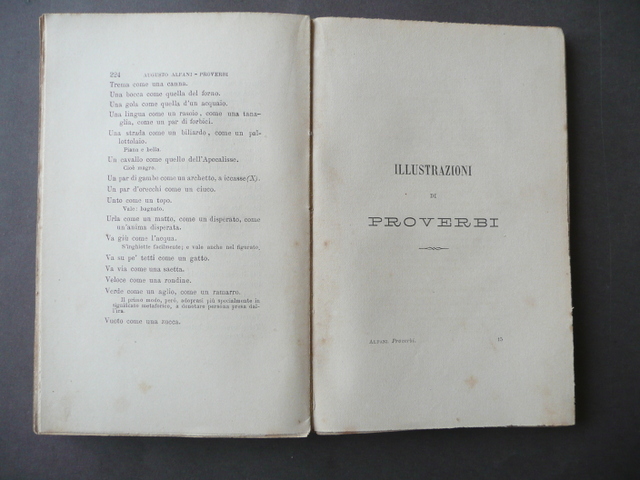 224 AUGUSTO ALFANI - PROVERBI
Trema come una canna.
Una bocca come quella del forno.
Una gola come quella d'un acquaio.
Una lingua come un rasoio, come una tana-
glia, come un par di forbici.
Una strada come un biliardo, come un pal-
lottolaio.
Piana e bella.
Un cavallo come quello dell'Apocalisse.
Cioè magro.
Un par di gambe come un archetto, a iccasse (X).
Un par d'orecchi come un ciuco.
Unto come un topo.
Vale: bagnato.
Urla come un matto, come un disperato, come
un'anima disperata.
Va giù come l'acqua.
S'inghiotte facilmente; e vale anche nel figurato.
Va su pe' tetti come un gatto.
Va via come una saetta.
Veloce come una rondine.
Verde come un aglio, come un ramarro.
Il primo modo, però, adoprasi più specialmente in
significato metaforico, a denotare persona presa dal-
l'ira.
Vuoto come una zucca.
ILLUSTRAZIONI
DI
PROVERBI
ALFANI, Proverbi. 15